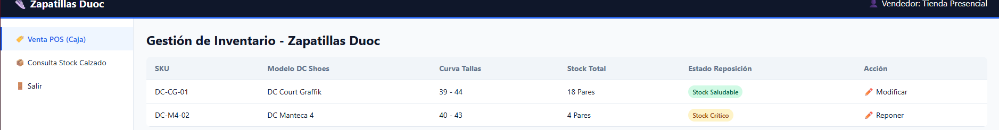 Zapatillas Duoc
Vendedor: Tienda Presencial
Venta POS (Caja)
Consulta Stock Calzado
Salir
Gestión de Inventario - Zapatillas Duoc
SKU Modelo DC Shoes Curva Tallas Stock Total Estado Reposición Acción
DC-CG-01 DC Court Graffik 39 - 44 18 Pares Stock Saludable Modificar
DC-M4-02 DC Manteca 4 40 - 43 4 Pares Stock Crítico Reponer